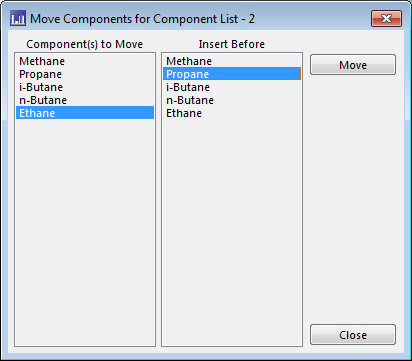 Move Components for Component List - 2
Component(s) to Move
Insert Before
Methane
Propane
i-Butane
n-Butane
Ethane
Methane
Propane
i-Butane
n-Butane
Ethane
Move
Close